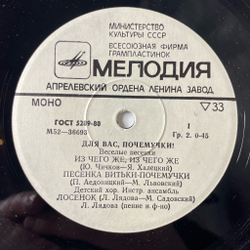 МИНИСТЕРСТВО
КУЛЬТУРЫ СССР
ВСЕСОЮЗНАЯ ФИРМА
ГРАМПЛАСТИНОК
МЕЛОДИЯ
АПРЕЛЕВСКИЙ ОРДЕНА ЛЕНИНА ЗАВОД
МОНО
33
ГОСТ 5289-80
М52-36693
1
Гр. 2. 0-45
ДЛЯ ВАС, ПОЧЕМУЧКИ!
Веселые песенки
ИЗ ЧЕГО ЖЕ, ИЗ ЧЕГО ЖЕ
(Ю. Чичков—Я. Халецкий)
ПЕСЕНКА ВИТЬКИ-ПОЧЕМУЧКИ
(П. Аедоницкий—М. Львовский)
Детский хор. Инстр. ансамбль
ЛОСЕНОК (Л. Лядова—М. Садовский)
Л. Лядова (пение и ф-но)